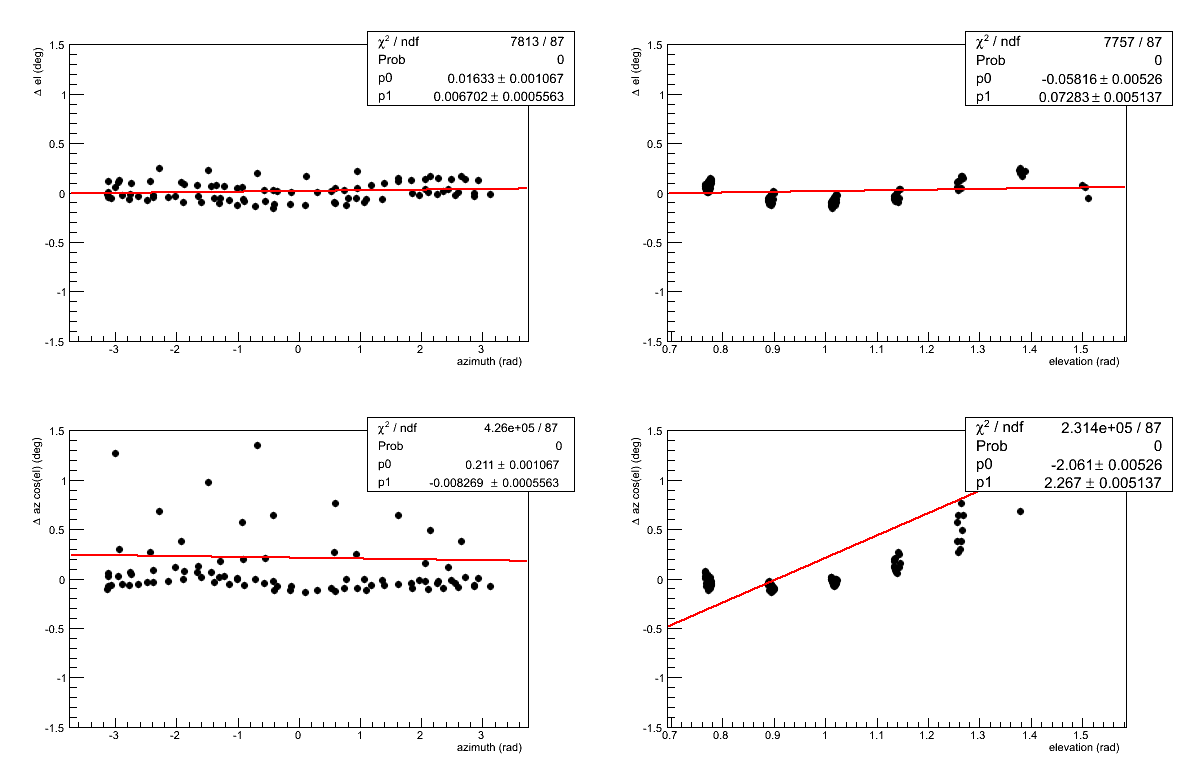 χ² / ndf 7813 / 87
Prob 0
p0 0.01633 ± 0.001067
p1 0.006702 ± 0.0005563
Δ el (deg)
1.5
1
0.5
0
-0.5
-1
-1.5
-3 -2 -1 0 1 2 3
azimuth (rad)
χ² / ndf 7757 / 87
Prob 0
p0 -0.05816 ± 0.00526
p1 0.07283 ± 0.005137
Δ el (deg)
1.5
1
0.5
0
-0.5
-1
-1.5
0.7 0.8 0.9 1 1.1 1.2 1.3 1.4 1.5
elevation (rad)
χ² / ndf 4.26e+05 / 87
Prob 0
p0 0.211 ± 0.001067
p1 -0.008269 ± 0.0005563
Δ az cos(el) (deg)
1.5
1
0.5
0
-0.5
-1
-1.5
-3 -2 -1 0 1 2 3
azimuth (rad)
χ² / ndf 2.314e+05 / 87
Prob 0
p0 -2.061 ± 0.00526
p1 2.267 ± 0.005137
Δ az cos(el) (deg)
1.5
1
0.5
0
-0.5
-1
-1.5
0.7 0.8 0.9 1 1.1 1.2 1.3 1.4 1.5
elevation (rad)